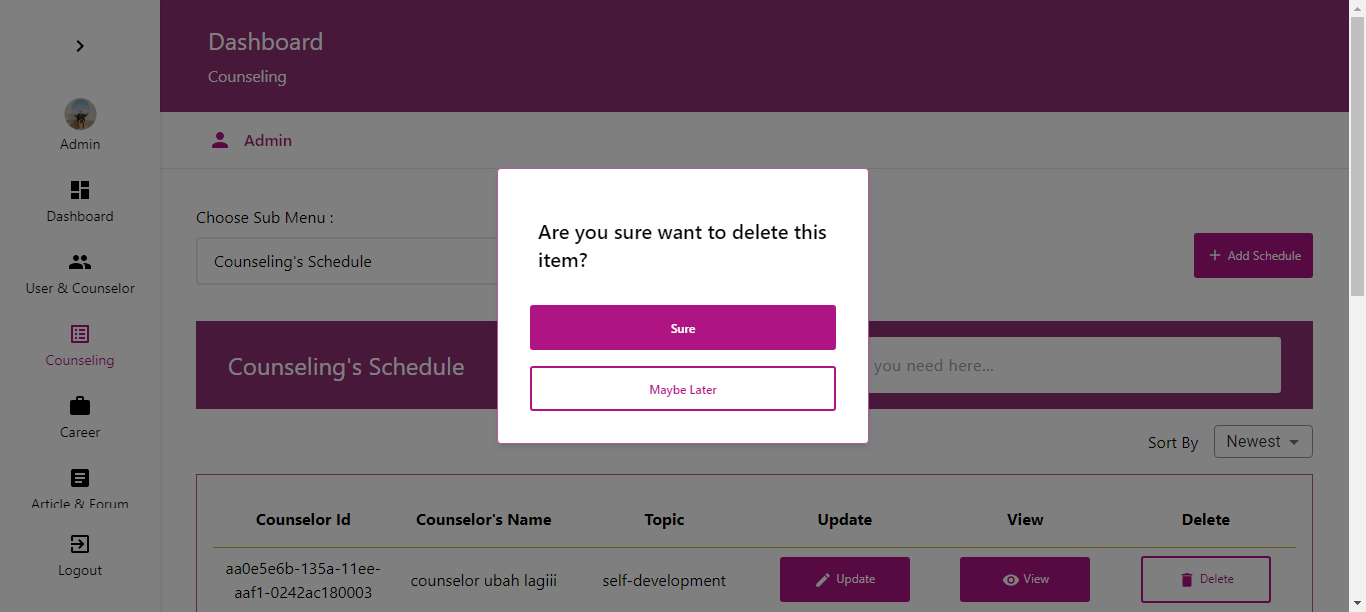 Dashboard
Counseling
Admin
Admin
Dashboard
User & Counselor
Counseling
Career
Article & Forum
Logout
Choose Sub Menu :
Counseling's Schedule
Add Schedule
Are you sure want to delete this
item?
Sure
Maybe Later
Counseling's Schedule
you need here...
Sort By Newest
Counselor Id Counselor's Name Topic Update View Delete
aa0e5e6b-135a-11ee-
aaf1-0242ac180003 counselor ubah lagiii self-development Update View Delete